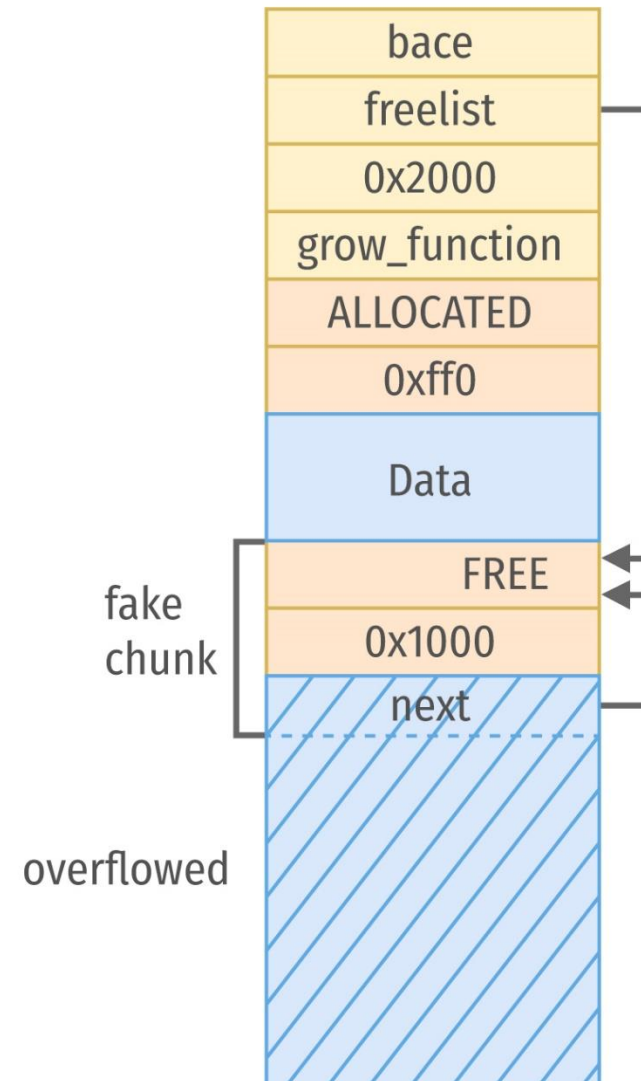 bace
freelist
0x2000
grow_function
ALLOCATED
0xff0
Data
FREE
fake
chunk
0x1000
next
overflowed